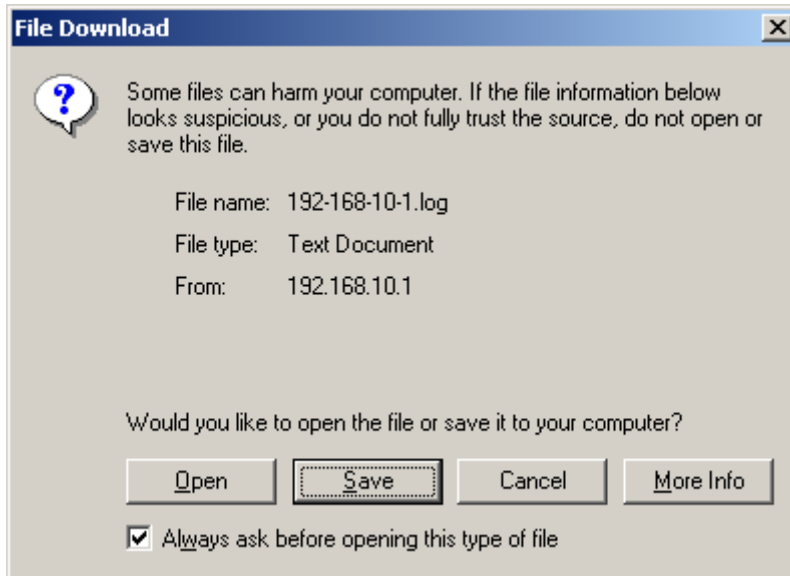 File Download
Some files can harm your computer. If the file information below
looks suspicious, or you do not fully trust the source, do not open or
save this file.
File name: 192-168-10-1.log
File type: Text Document
From: 192.168.10.1
Would you like to open the file or save it to your computer?
Open Save Cancel More Info
Always ask before opening this type of file